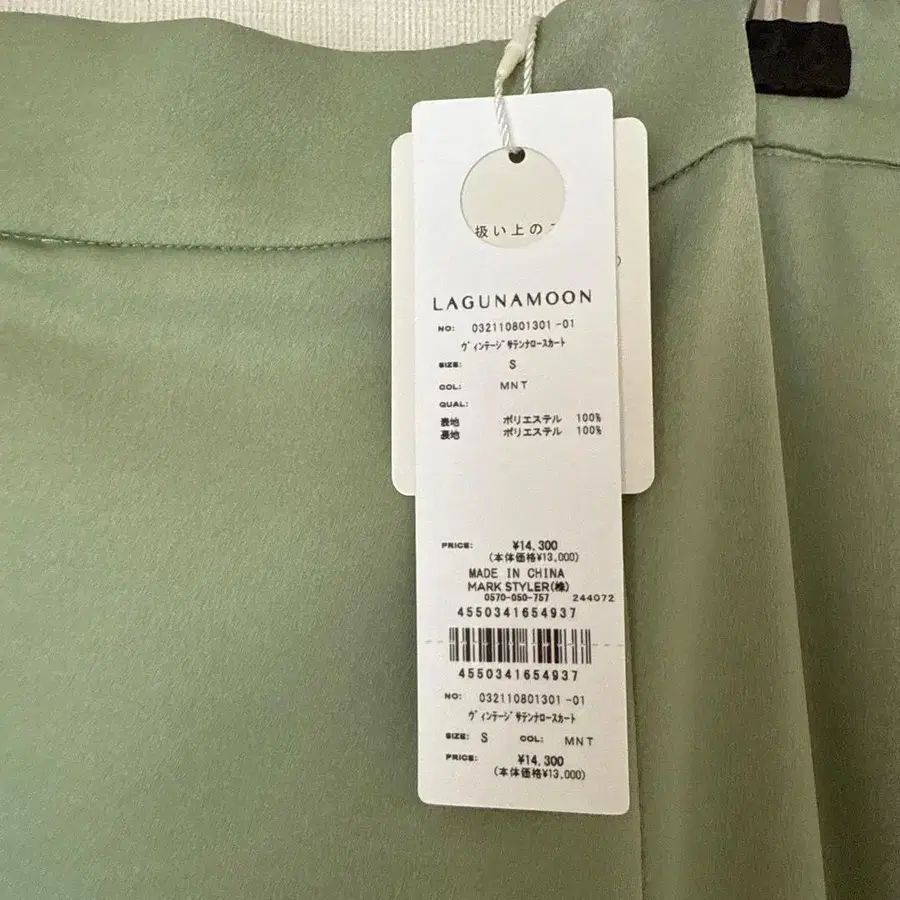 扱い上の
LAGUNAMOON
NO: 032110801301-01
ヴィンテージサテンナロースカート
SIZE: S
COL: MNT
QUAL:
表地 ポリエステル 100%
裏地 ポリエステル 100%
PRICE: ¥14,300
(本体価格¥13,000)
MADE IN CHINA
MARK STYLER(株)
0570-050-757 244072
4550341654937
4550341654937
NO: 032110801301-01
ヴィンテージサテンナロースカート
SIZE: S COL: MNT
PRICE: ¥14,300
(本体価格¥13,000)